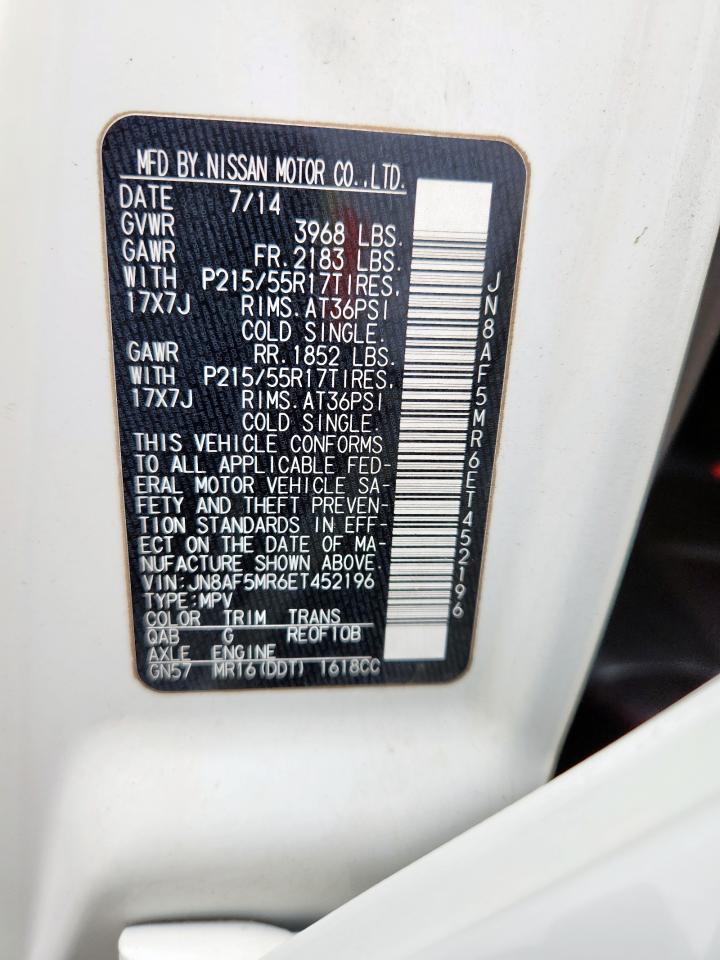 MFD BY.NISSAN MOTOR CO.,LTD.
DATE 7/14
GVWR 3968 LBS.
GAWR FR.2183 LBS.
WITH P215/55R17TIRES,
17X7J RIMS.AT36PSI
COLD SINGLE.
GAWR RR.1852 LBS.
WITH P215/55R17TIRES,
17X7J RIMS.AT36PSI
COLD SINGLE.
THIS VEHICLE CONFORMS
TO ALL APPLICABLE FED-
ERAL MOTOR VEHICLE SA-
FETY AND THEFT PREVEN-
TION STANDARDS IN EFF-
ECT ON THE DATE OF MA-
NUFACTURE SHOWN ABOVE.
VIN:JN8AF5MR6ET452196
TYPE:MPV
COLOR TRIM TRANS
QAB G RE0F10B
AXLE ENGINE
GN57 MR16(DDT) 1618CC
JN8AF5MR6ET452196